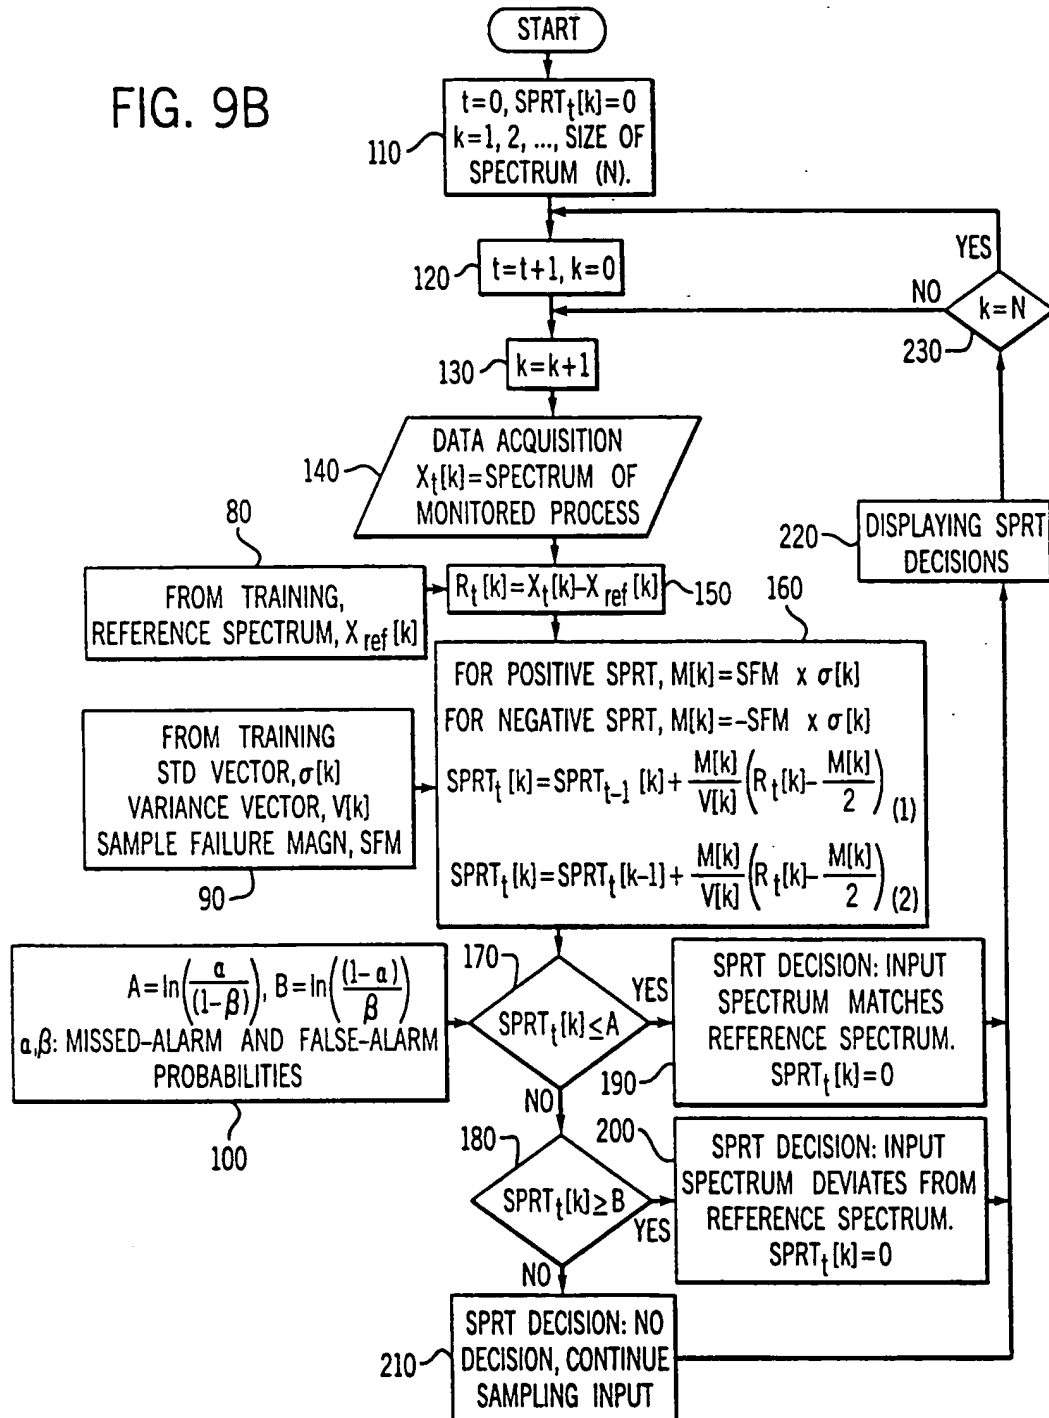 START
FIG. 9B
t=0, SPRT_t[k]=0
k=1, 2, ..., SIZE OF
SPECTRUM (N).
110
YES
t=t+1, k=0
120
NO
k=N
230
k=k+1
130
DATA ACQUISITION
X_t[k]=SPECTRUM OF
MONITORED PROCESS
140
80
DISPLAYING SPRT
DECISIONS
220
FROM TRAINING,
REFERENCE SPECTRUM, X_ref[k]
R_t[k]=X_t[k]-X_ref[k]
150
160
FOR POSITIVE SPRT, M[k]=SFM x σ[k]
FOR NEGATIVE SPRT, M[k]=-SFM x σ[k]
SPRT_t[k]=SPRT_{t-1}[k]+ M[k]/V[k] (R_t[k]- M[k]/2) (1)
SPRT_t[k]=SPRT_t[k-1]+ M[k]/V[k] (R_t[k]- M[k]/2) (2)
FROM TRAINING
STD VECTOR,σ[k]
VARIANCE VECTOR, V[k]
SAMPLE FAILURE MAGN, SFM
90
A=ln(α/(1-β)), B=ln((1-α)/β)
α,β: MISSED-ALARM AND FALSE-ALARM
PROBABILITIES
100
170
SPRT_t[k]≤A
YES
NO
SPRT DECISION: INPUT
SPECTRUM MATCHES
REFERENCE SPECTRUM.
SPRT_t[k]=0
190
180
SPRT_t[k]≥B
YES
NO
200
SPRT DECISION: INPUT
SPECTRUM DEVIATES FROM
REFERENCE SPECTRUM.
SPRT_t[k]=0
SPRT DECISION: NO
DECISION, CONTINUE
SAMPLING INPUT
210